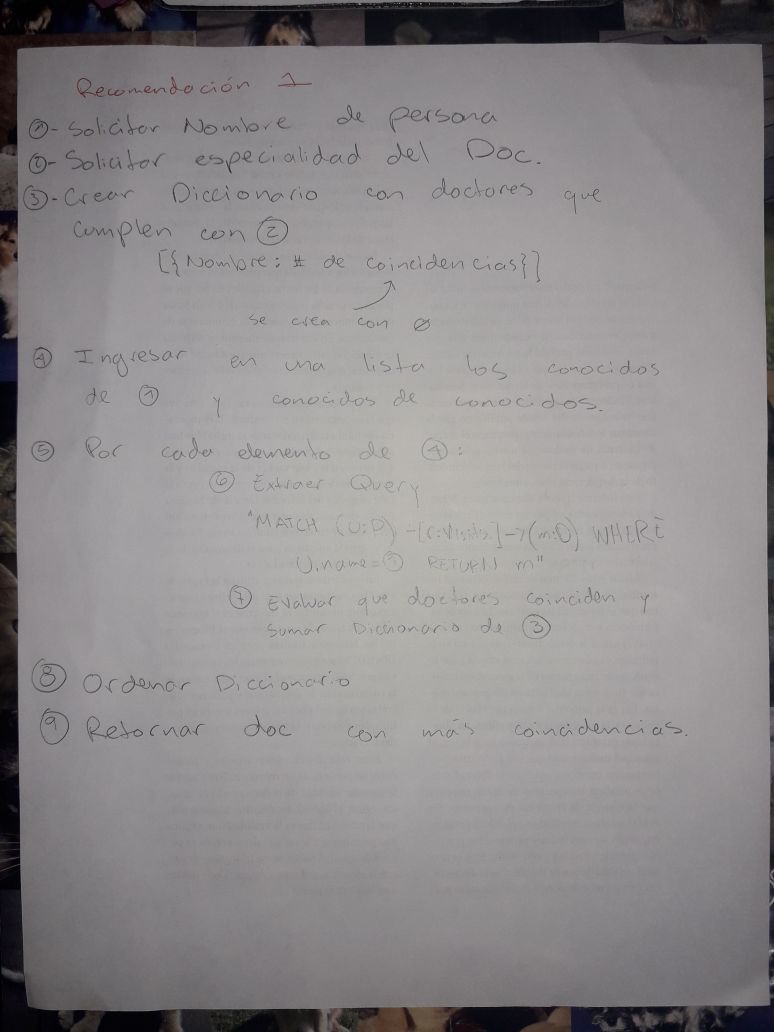 Recomendación 1
①- Solicitar Nombre de persona
②- Solicitar especialidad del Doc.
③- Crear Diccionario con doctores que
cumplen con ②
[{Nombre: # de coincidencias}]
se crea con ∅
④ Ingresar en una lista los conocidos
de ① y conocidos de conocidos.
⑤ Por cada elemento de ④:
⑥ Extraer Query
"MATCH (U:P) -[r:Visits]->(m:D) WHERE
U.name=⑤ RETURN m"
⑦ Evaluar que doctores coinciden y
sumar Diccionario de ③
⑧ Ordenar Diccionario
⑨ Retornar doc con más coincidencias.